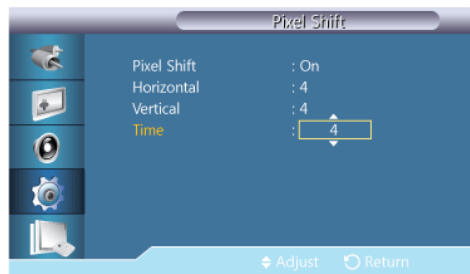 Pixel Shift
Pixel Shift : On
Horizontal : 4
Vertical : 4
Time : 4
Adjust Return